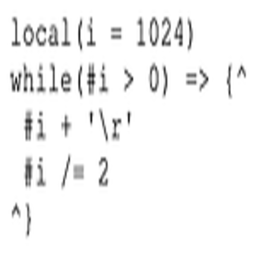 local(i = 1024)
while(#i > 0) => {^
 #i + '\r'
 #i /= 2
^}